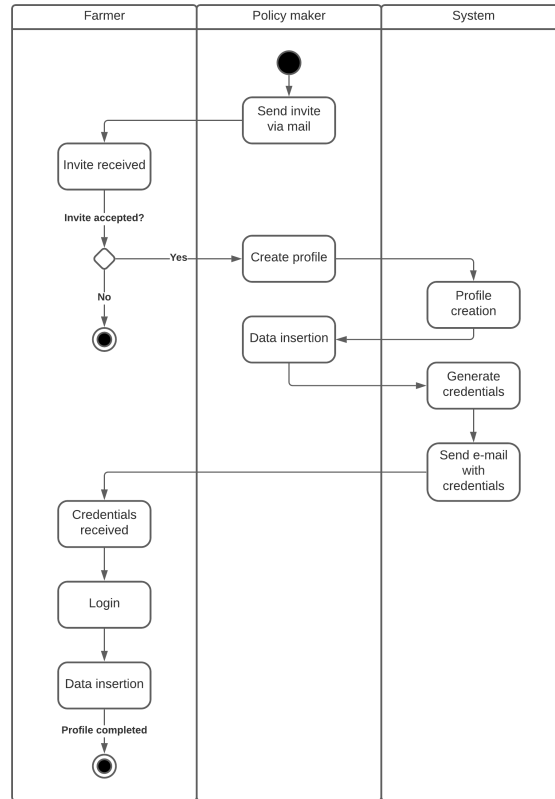 Farmer
Policy maker
System
Send invite
via mail
Invite received
Invite accepted?
Yes
Create profile
No
Profile
creation
Data insertion
Generate
credentials
Send e-mail
with
credentials
Credentials
received
Login
Data insertion
Profile completed